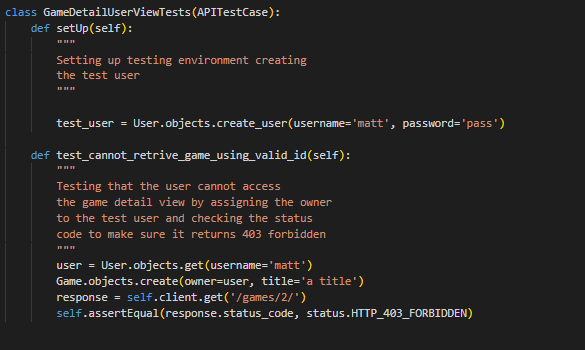 class GameDetailUserViewTests(APITestCase):
    def setUp(self):
        """
        Setting up testing environment creating
        the test user
        """
        test_user = User.objects.create_user(username='matt', password='pass')
    def test_cannot_retrive_game_using_valid_id(self):
        """
        Testing that the user cannot access
        the game detail view by assigning the owner
        to the test user and checking the status
        code to make sure it returns 403 forbidden
        """
        user = User.objects.get(username='matt')
        Game.objects.create(owner=user, title='a title')
        response = self.client.get('/games/2/')
        self.assertEqual(response.status_code, status.HTTP_403_FORBIDDEN)